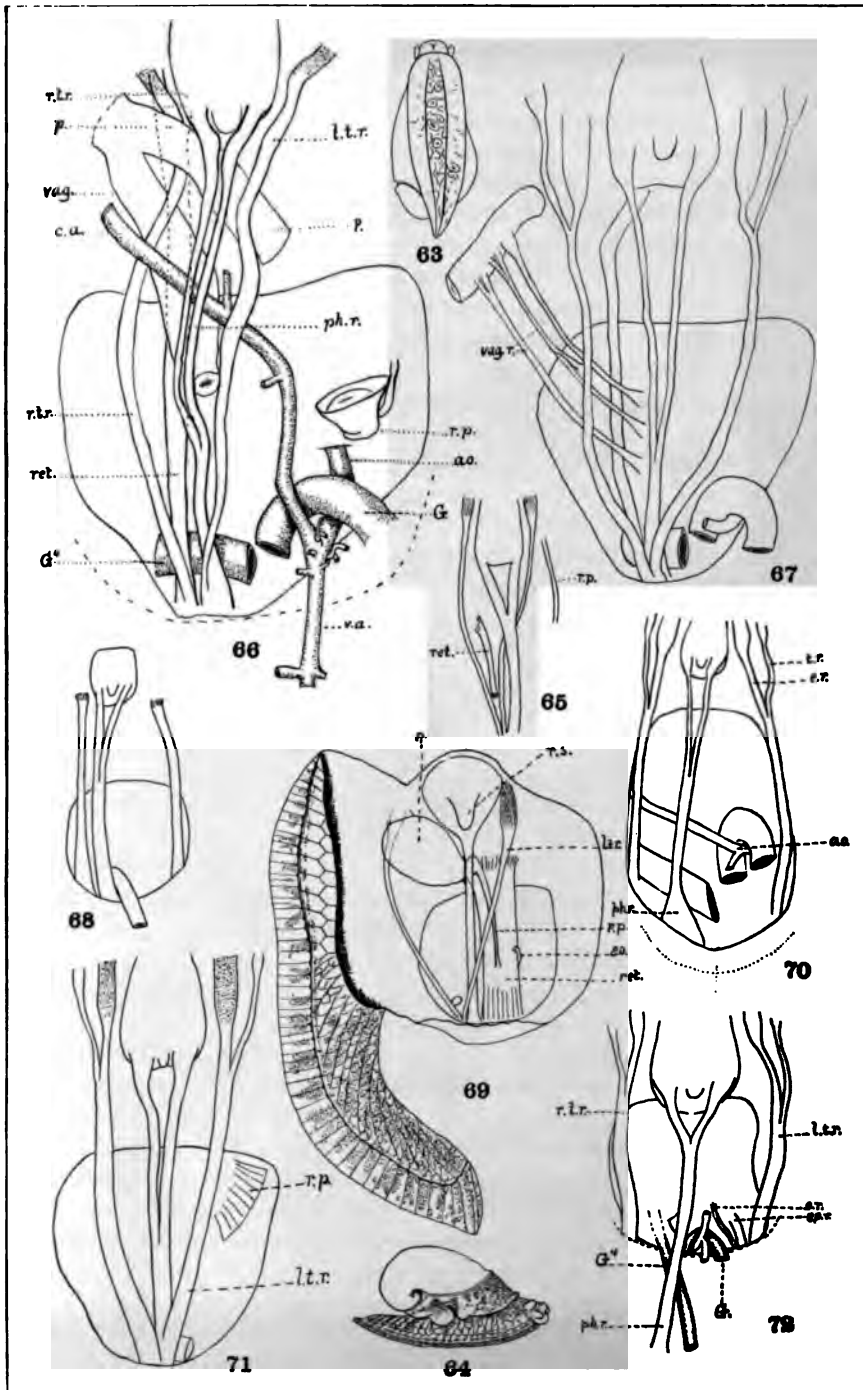 r.t.r.
p.
l.t.r.
vag.
c.a.
p.
63
ph.r.
vag.r.
r.t.r.
r.p.
ret.
ao.
G
G⁴
v.a.
66
67
r.p.
ret.
65
t.r.
e.r.
r.s.
l.t.r.
ao.
68
r.p.
ph.r.
ret.
70
69
r.t.r.
l.t.r.
r.p.
G⁴
l.t.r.
G.
ph.r.
72
71
64